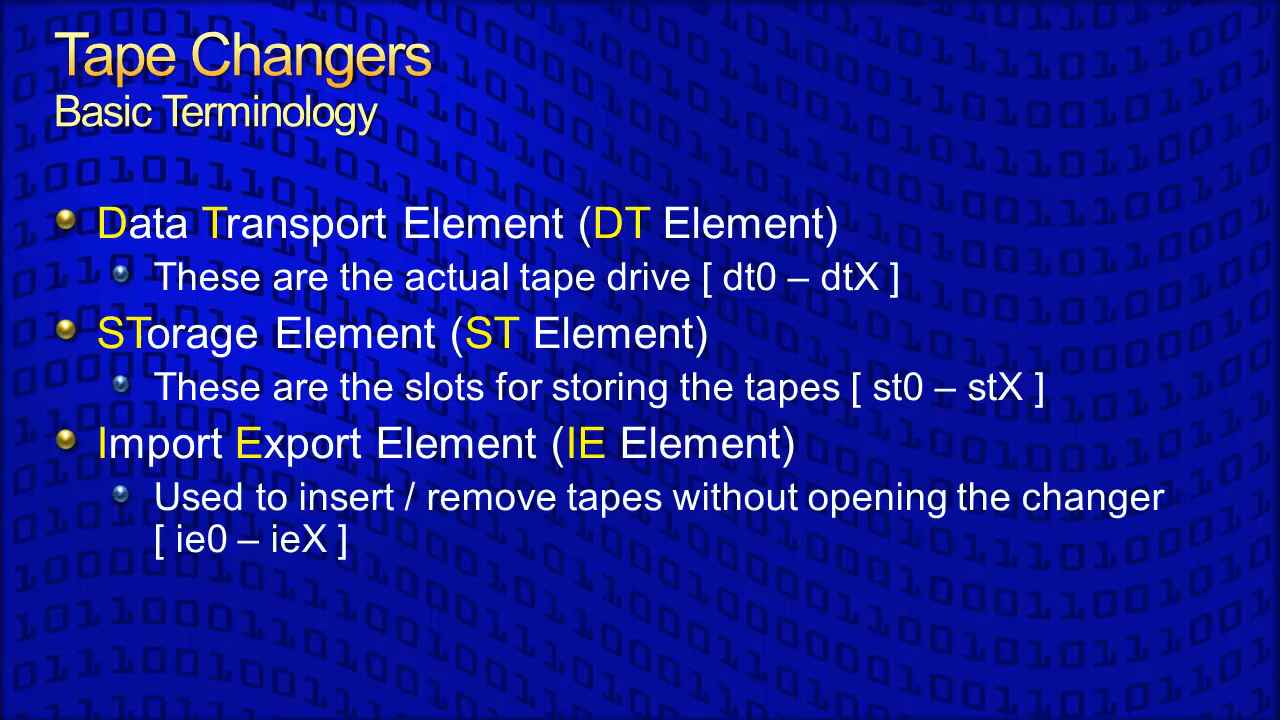 Tape Changers
Basic Terminology
Data Transport Element (DT Element)
These are the actual tape drive [ dt0 – dtX ]
STorage Element (ST Element)
These are the slots for storing the tapes [ st0 – stX ]
Import Export Element (IE Element)
Used to insert / remove tapes without opening the changer
[ ie0 – ieX ]